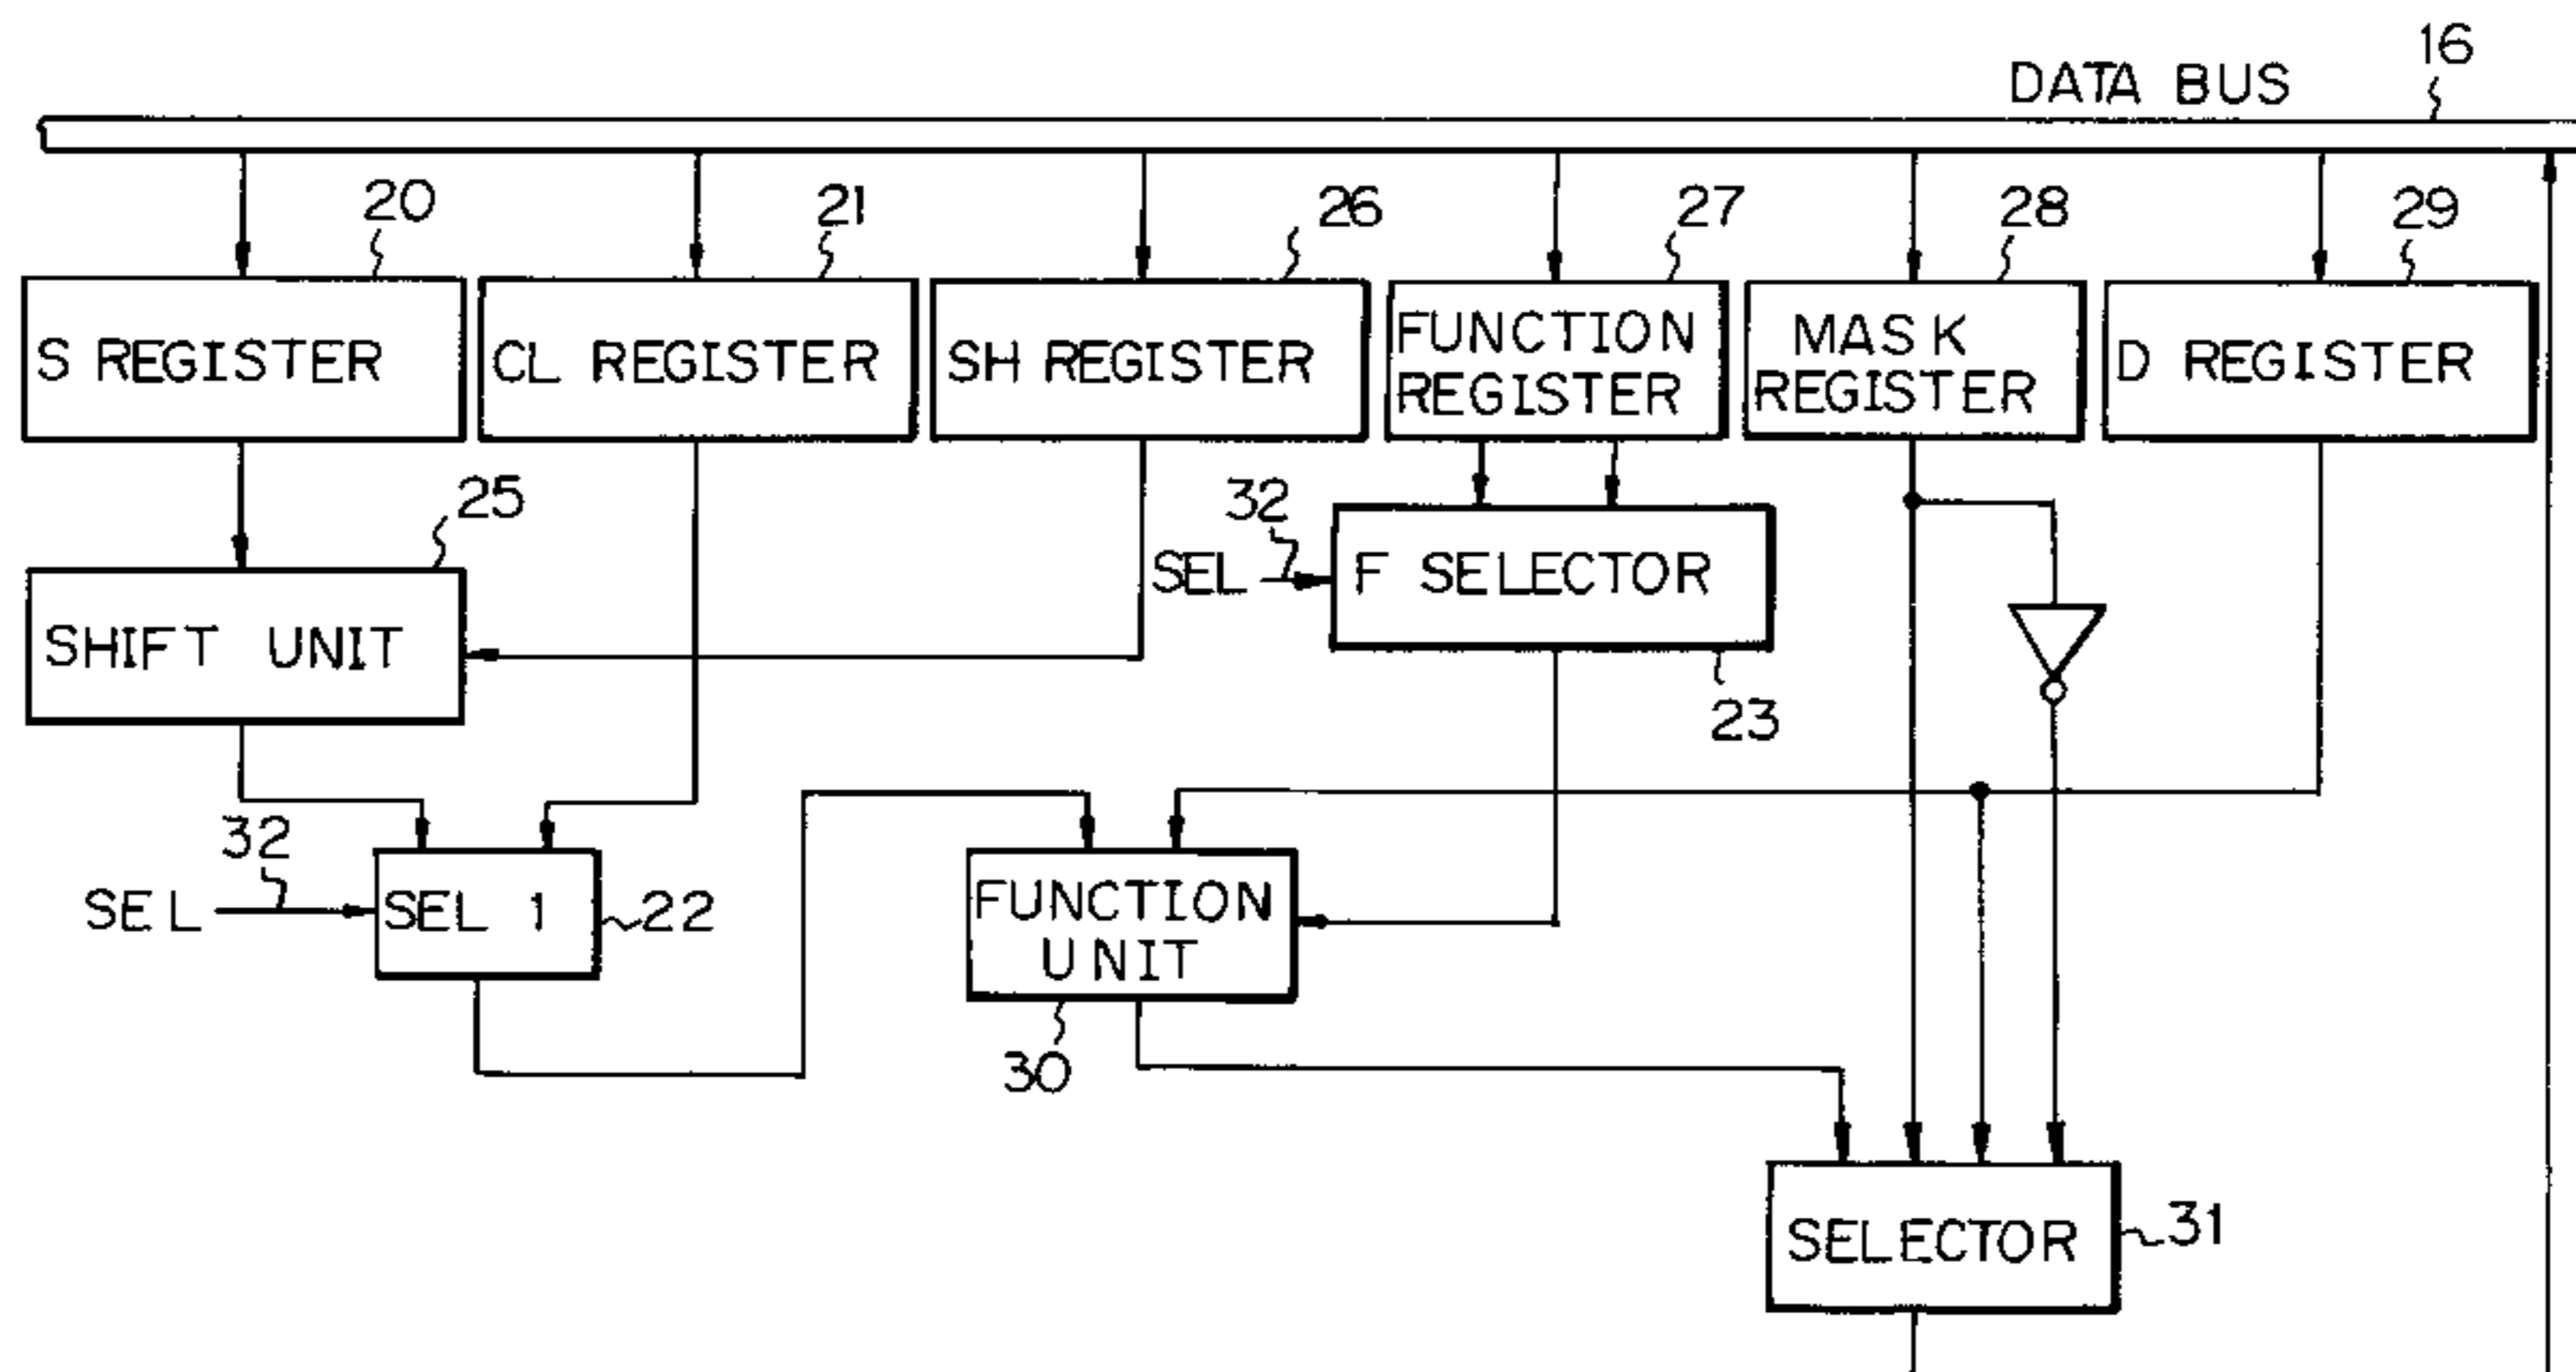 16
DATA BUS
20
21
26
27
28
29
S REGISTER
CL REGISTER
SH REGISTER
FUNCTION
REGISTER
MASK
REGISTER
D REGISTER
25
32
SEL
F SELECTOR
SHIFT UNIT
23
32
SEL
SEL 1
22
FUNCTION
UNIT
30
SELECTOR
31